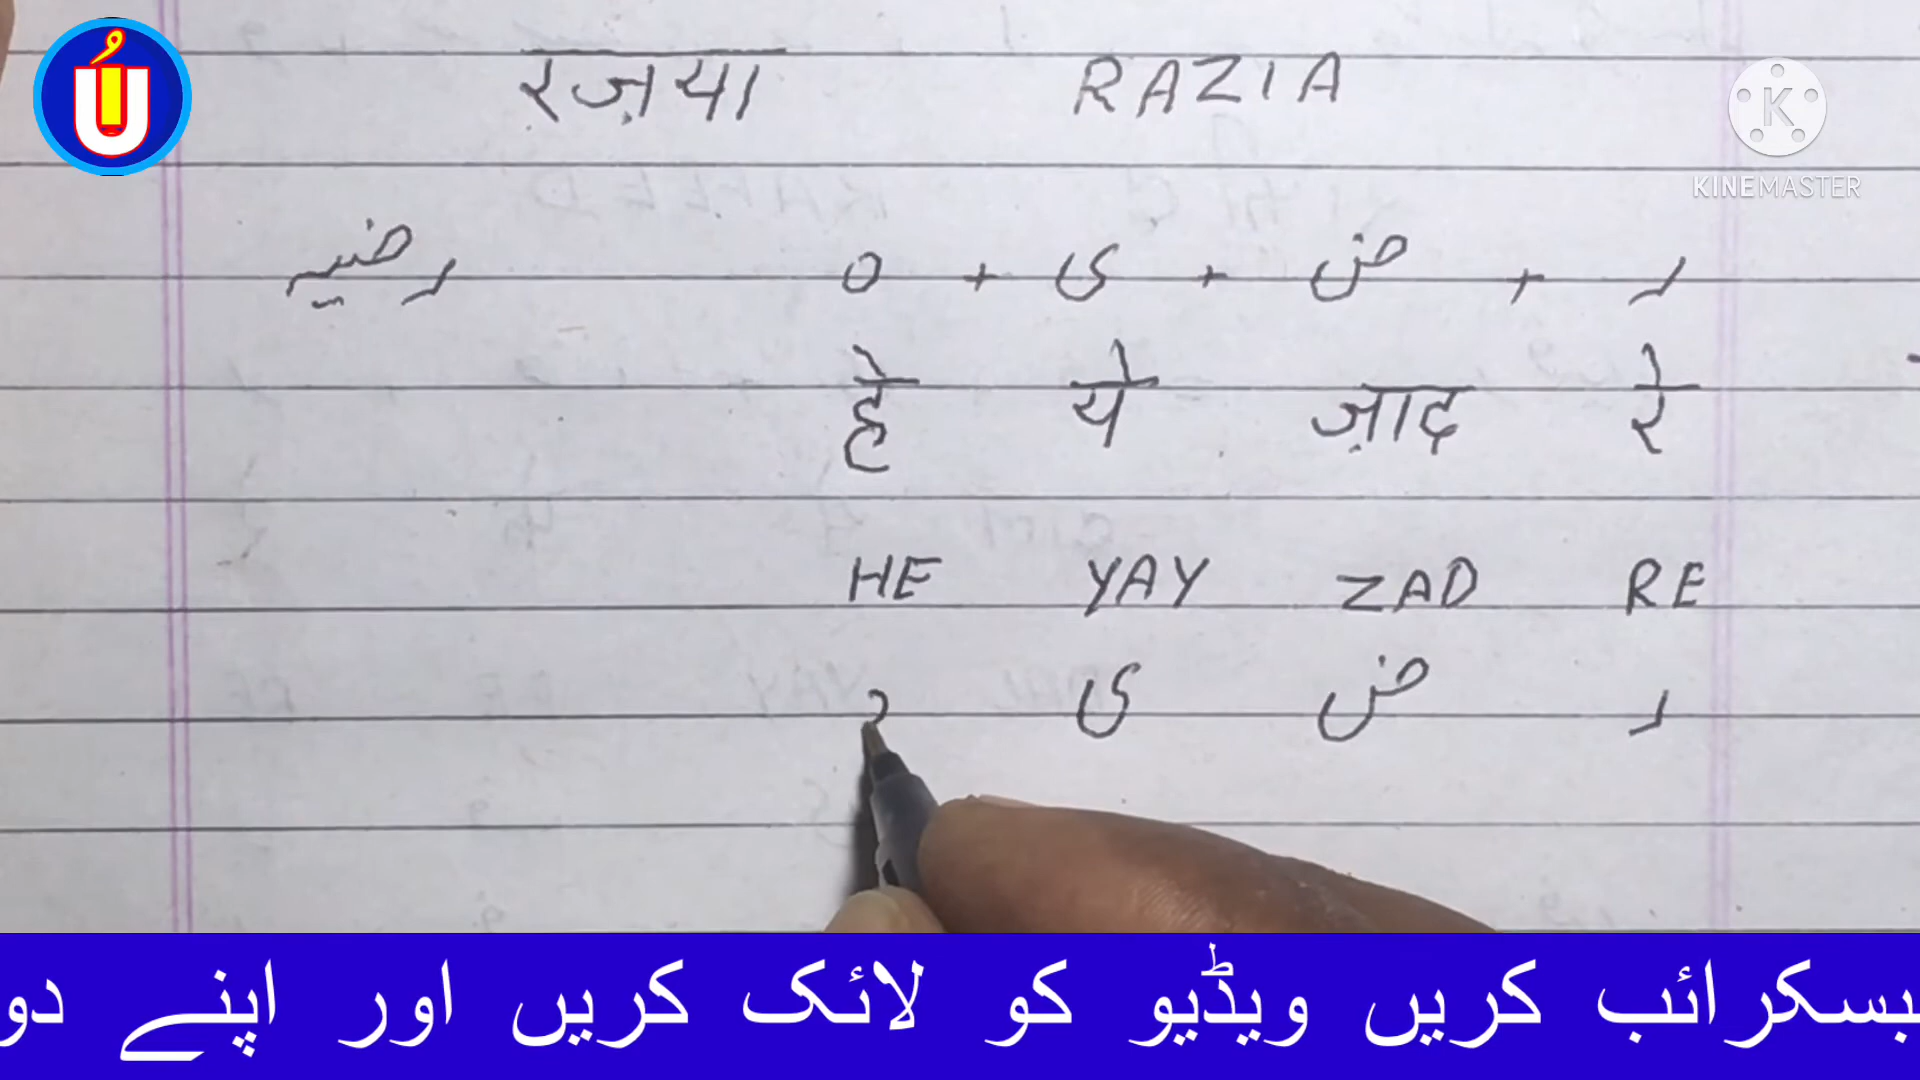 रज़या RAZIA
KINEMASTER
ر + ض + ی + ہ رضیہ
रे ज़ाद ये हे
HE YAY ZAD RE
ر ض ی
بسکرائب کریں ویڈیو کو لائک کریں اور اپنے دو